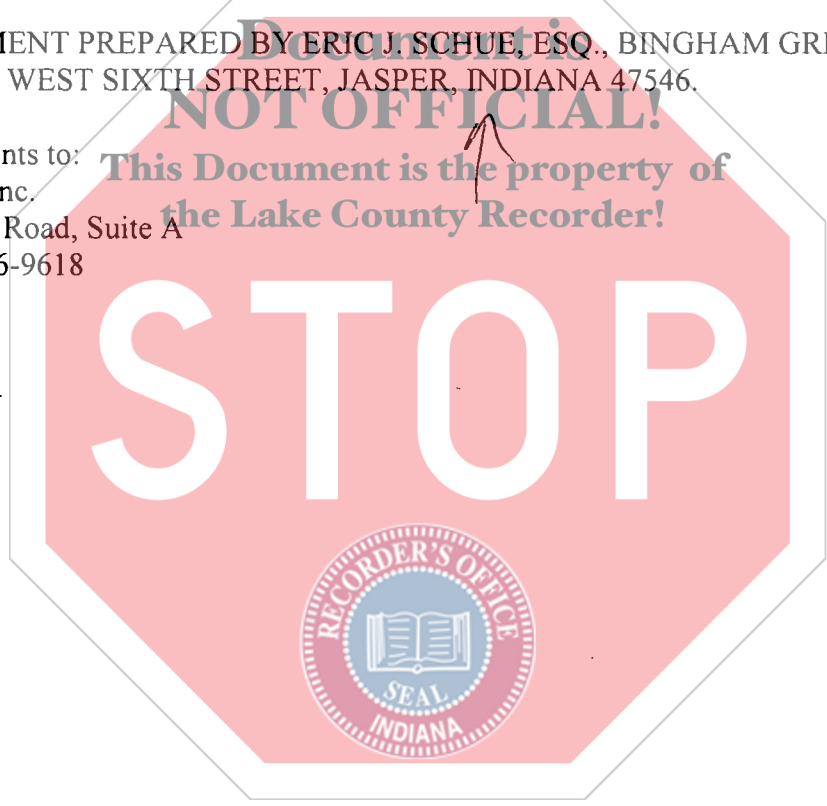 Document is
MENT PREPARED BY ERIC J. SCHUE, ESQ., BINGHAM
NOT OFFICIAL!
WEST SIXTH STREET, JASPER, INDIANA 47546.
This Document is the property of
the Lake County Recorder!
nts to:
nc.
Road, Suite A
6-9618
STOP
RECORDER'S OFFICE
SEAL
INDIANA